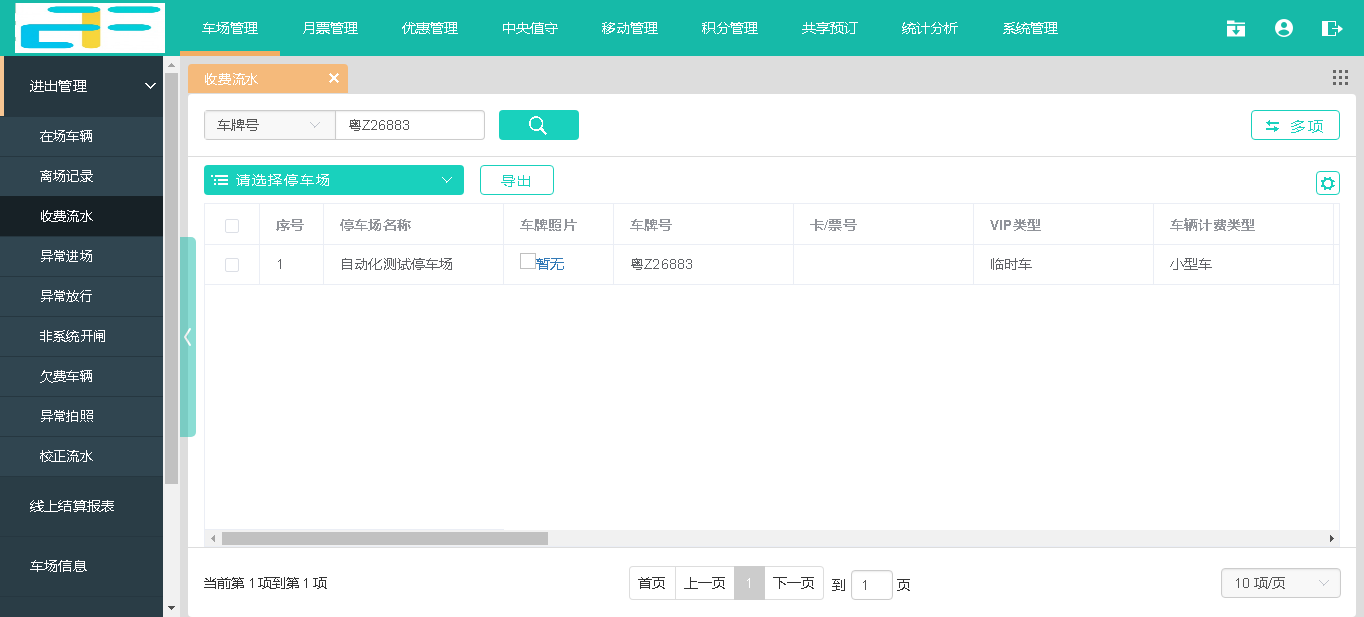 车场管理 月票管理 优惠管理 中央值守 移动管理 积分管理 共享预订 统计分析 系统管理
进出管理
在场车辆
离场记录
收费流水
异常进场
异常放行
非系统开闸
欠费车辆
异常拍照
校正流水
线上结算报表
车场信息
收费流水
车牌号 粤Z26883 多项
请选择停车场 导出
序号 停车场名称 车牌照片 车牌号 卡/票号 VIP类型 车辆计费类型
1 自动化测试停车场 暂无 粤Z26883 临时车 小型车
当前第 1 项到第 1 项 首页 上一页 1 下一页 到 1 页 10 项/页